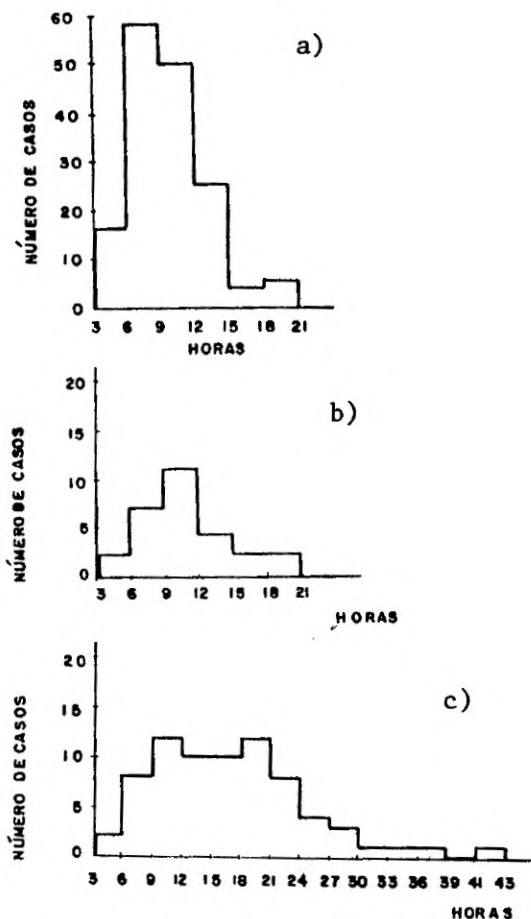 a)
NÚMERO DE CASOS
60
50
40
30
20
10
0
3 6 9 12 15 18 21
HORAS
b)
NÚMERO DE CASOS
20
15
10
5
0
3 6 9 12 15 18 21
HORAS
c)
NÚMERO DE CASOS
20
15
10
5
0
3 6 9 12 15 18 21 24 27 30 33 36 39 41 43
HORAS